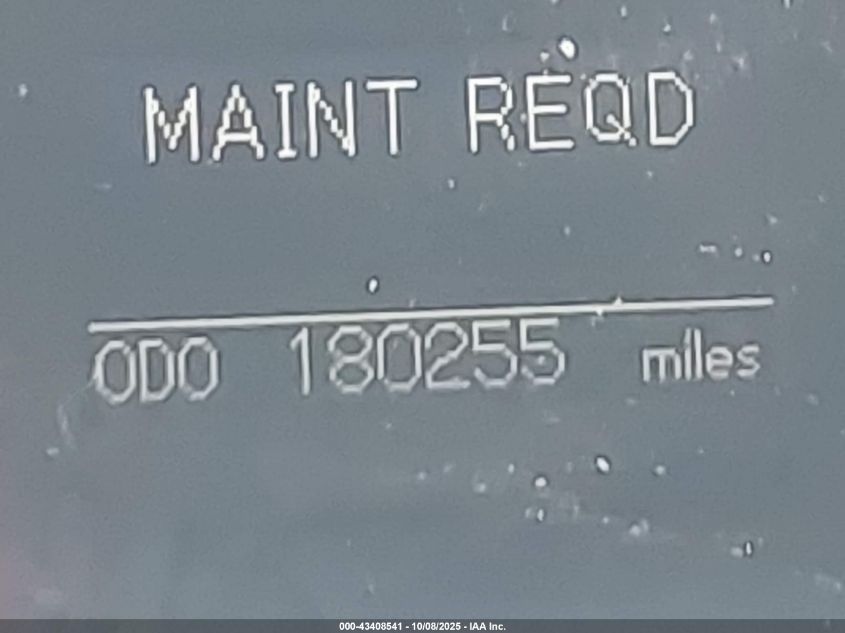 MAINT REQD
ODO 180255 miles
000-43408541 - 10/08/2025 - IAA Inc.